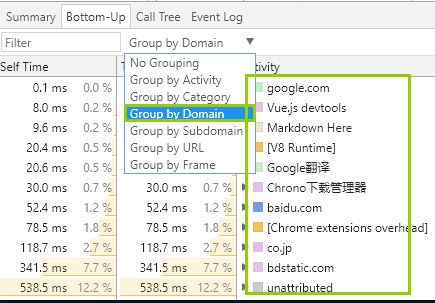 Summary Bottom-Up Call Tree Event Log
Filter Group by Domain ▼
Self Time T ctivity
No Grouping
Group by Activity
Group by Category
Group by Domain
Group by Subdomain
Group by URL
Group by Frame
0.1 ms 0.0 % google.com
8.0 ms 0.2 % Vue.js devtools
9.6 ms 0.2 % Markdown Here
20.4 ms 0.5 % [V8 Runtime]
20.6 ms 0.5 % Google翻译
30.0 ms 0.7 % 30.0 ms 0.7 % Chrono下载管理器
52.4 ms 1.2 % 52.4 ms 1.2 % baidu.com
78.5 ms 1.8 % 78.5 ms 1.8 % [Chrome extensions overhead]
118.7 ms 2.7 % 118.7 ms 2.7 % co.jp
341.5 ms 7.7 % 341.5 ms 7.7 % bdstatic.com
538.5 ms 12.2 % 538.5 ms 12.2 % unattributed